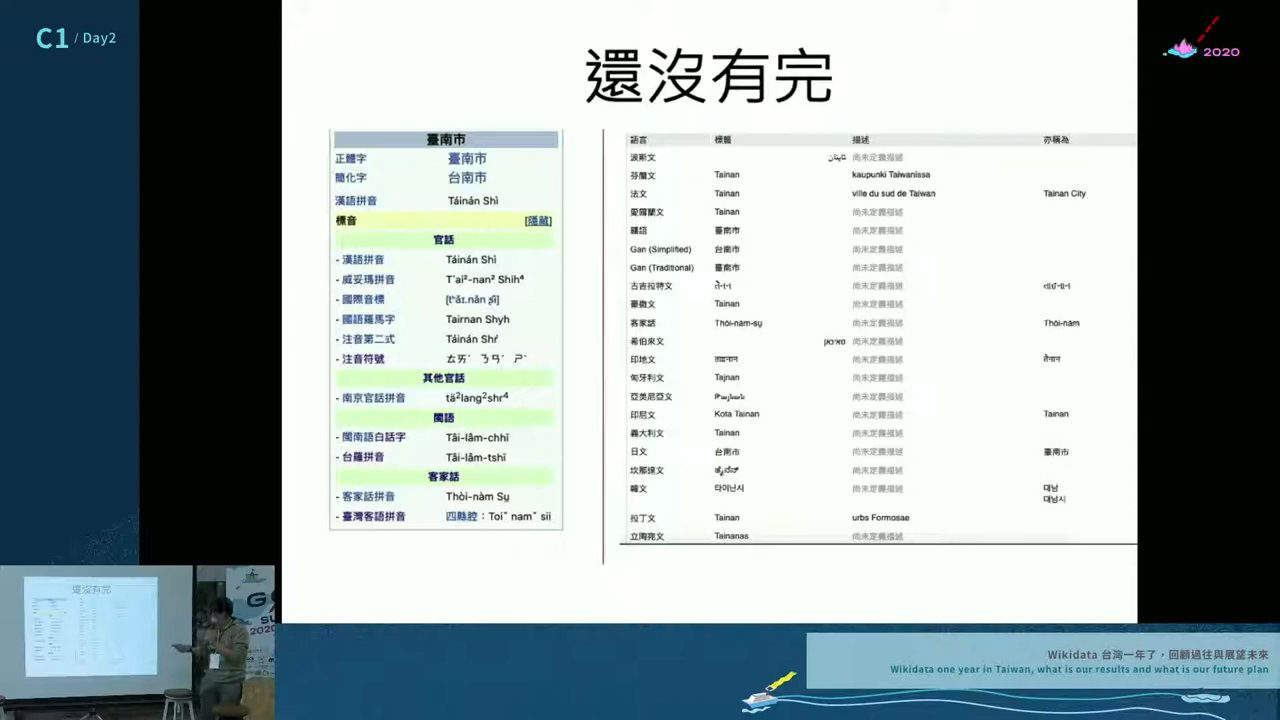 C1 / Day2
2020
還沒有完
臺南市
正體字 臺南市
簡化字 台南市
漢語拼音 Táinán Shì
標音 [隱藏]
官話
- 漢語拼音 Táinán Shì
- 威妥瑪拼音 T'ai²-nan² Shih⁴
- 國際音標
- 國語羅馬字 Tairnan Shyh
- 注音第二式 Táinán Shr̀
- 注音符號 ㄊㄞˊ ㄋㄢˊ ㄕˋ
其他官話
- 南京官話拼音 tä²lang²shr⁴
閩語
- 閩南語白話字 Tâi-lâm-chhī
- 台羅拼音 Tâi-lâm-tshī
客家話
- 客家話拼音 Thòi-nàm Sṳ
- 臺灣客語拼音 四縣腔：Toiˇ namˇ sii
語言 標籤 描述 亦稱為
波斯文 تاینان 尚未定義描述
芬蘭文 Tainan kaupunki Taiwanissa
法文 Tainan ville du sud de Taiwan Tainan City
愛爾蘭文 Tainan 尚未定義描述
贛語 臺南市 尚未定義描述
Gan (Simplified) 台南市 尚未定義描述
Gan (Traditional) 臺南市 尚未定義描述
古吉拉特文 尚未定義描述
豪撒文 Tainan 尚未定義描述
客家話 Thòi-nàm-sṳ 尚未定義描述 Thòi-nàm
希伯來文 טאינאן 尚未定義描述
印地文 ताइनान 尚未定義描述 तैनान
匈牙利文 Tajnan 尚未定義描述
亞美尼亞文 尚未定義描述
印尼文 Kota Tainan 尚未定義描述 Tainan
義大利文 Tainan 尚未定義描述
日文 台南市 尚未定義描述 臺南市
坎那達文 尚未定義描述
韓文 타이난시 尚未定義描述 대남
대남시
拉丁文 Tainan urbs Formosae
立陶宛文 Tainanas 尚未定義描述
還沒有完
2020
Wikidata 台灣一年了，回顧過往與展望未來
Wikidata one year in Taiwan, what is our results and what is our future plan